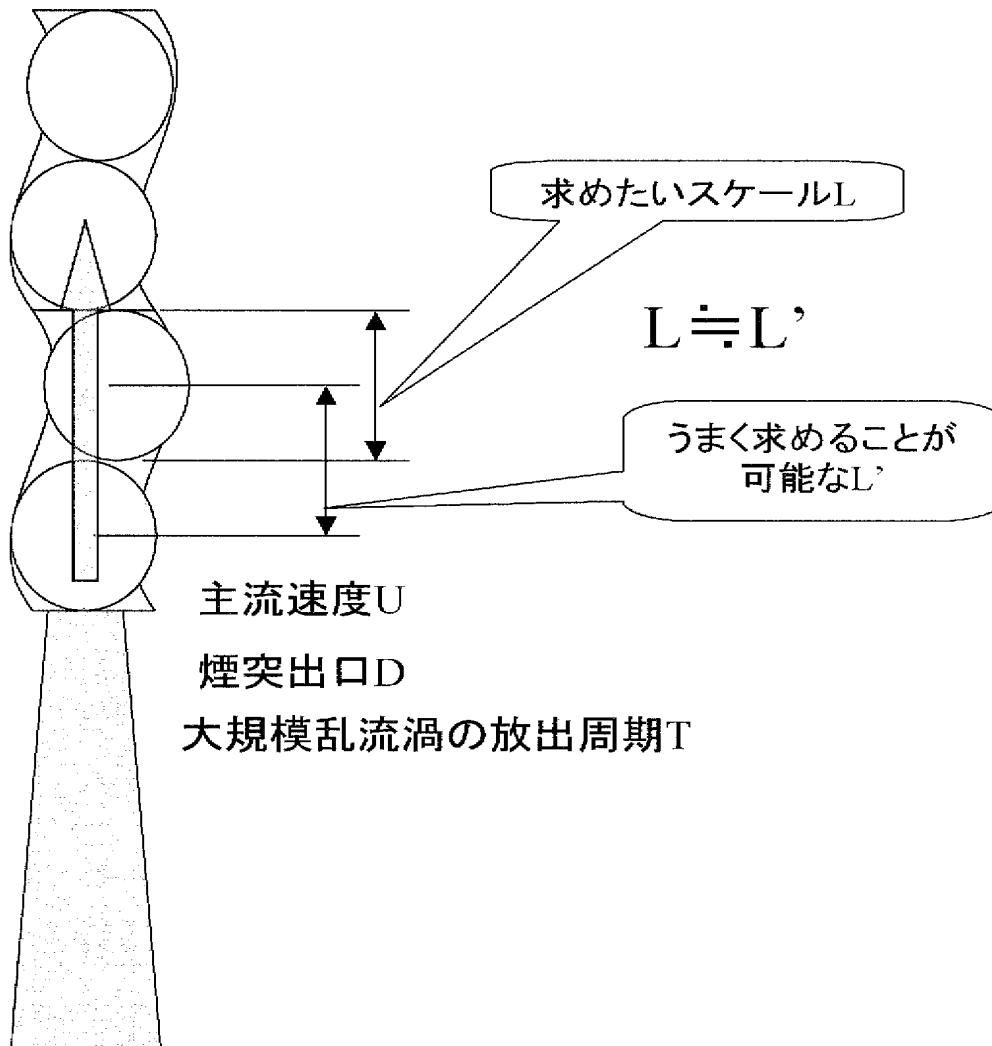 求めたいスケールL
L≒L’
うまく求めることが
可能なL’
主流速度U
煙突出口D
大規模乱流渦の放出周期T